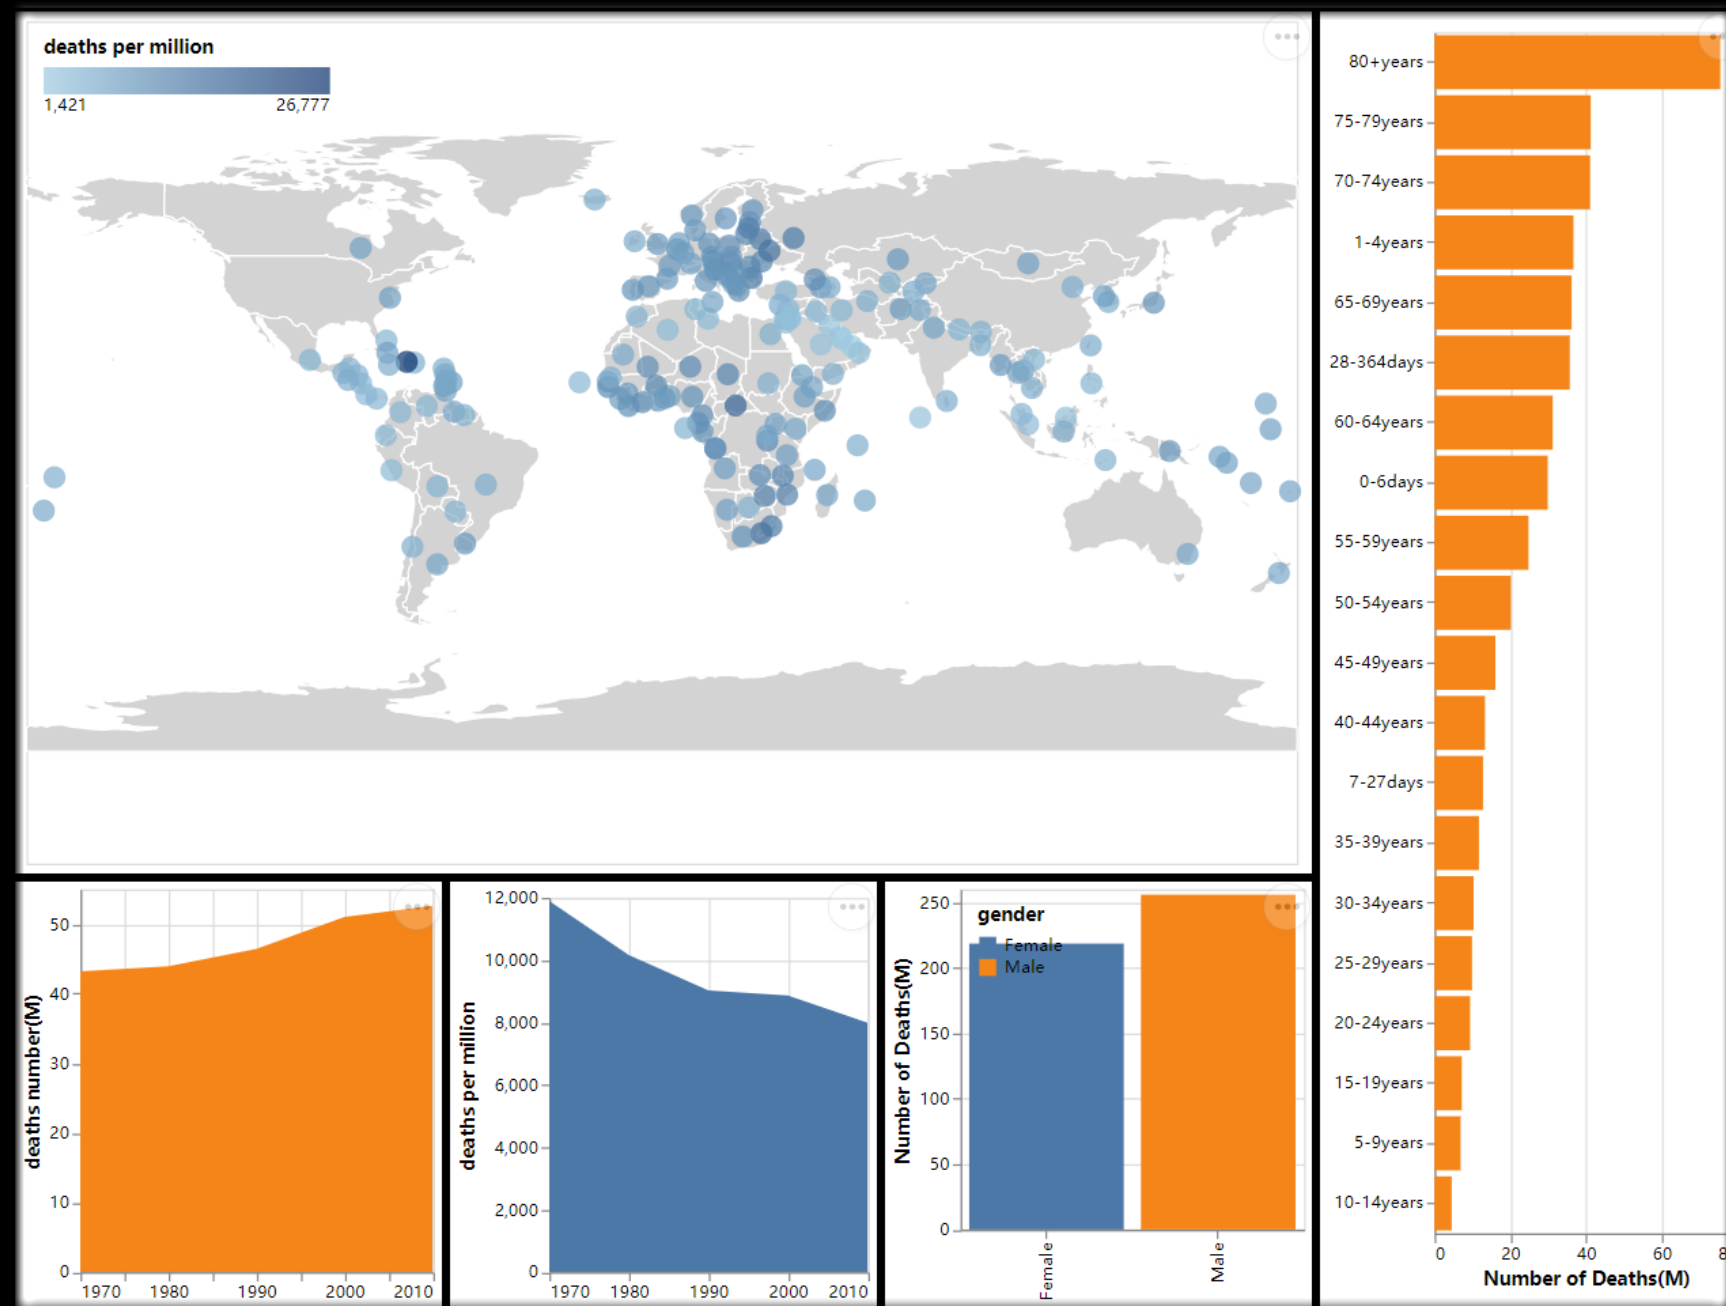 deaths per million
1,421 26,777
80+years
75-79years
70-74years
1-4years
65-69years
28-364days
60-64years
0-6days
55-59years
50-54years
45-49years
40-44years
7-27days
35-39years
30-34years
25-29years
20-24years
15-19years
5-9years
10-14years
0 20 40 60 8
Number of Deaths(M)
deaths number(M)
50
40
30
20
10
0
1970 1980 1990 2000 2010
deaths per million
12,000
10,000
8,000
6,000
4,000
2,000
0
1970 1980 1990 2000 2010
Number of Deaths(M)
250
200
150
100
50
0
gender
Female
Male
Female
Male